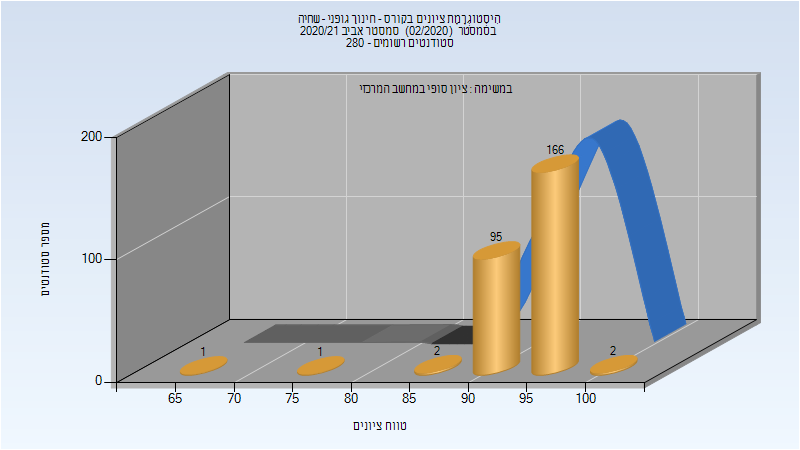 היסטוגרמת ציונים בקורס - חינוך גופני - שחיה
בסמסטר (02/2020) סמסטר אביב 2020/21
סטודנטים רשומים - 280
במשימה : ציון סופי במחשב המרכזי
200
100
0
מספר סטודנטים
1
1
2
95
166
2
65
70
75
80
85
90
95
100
טווח ציונים